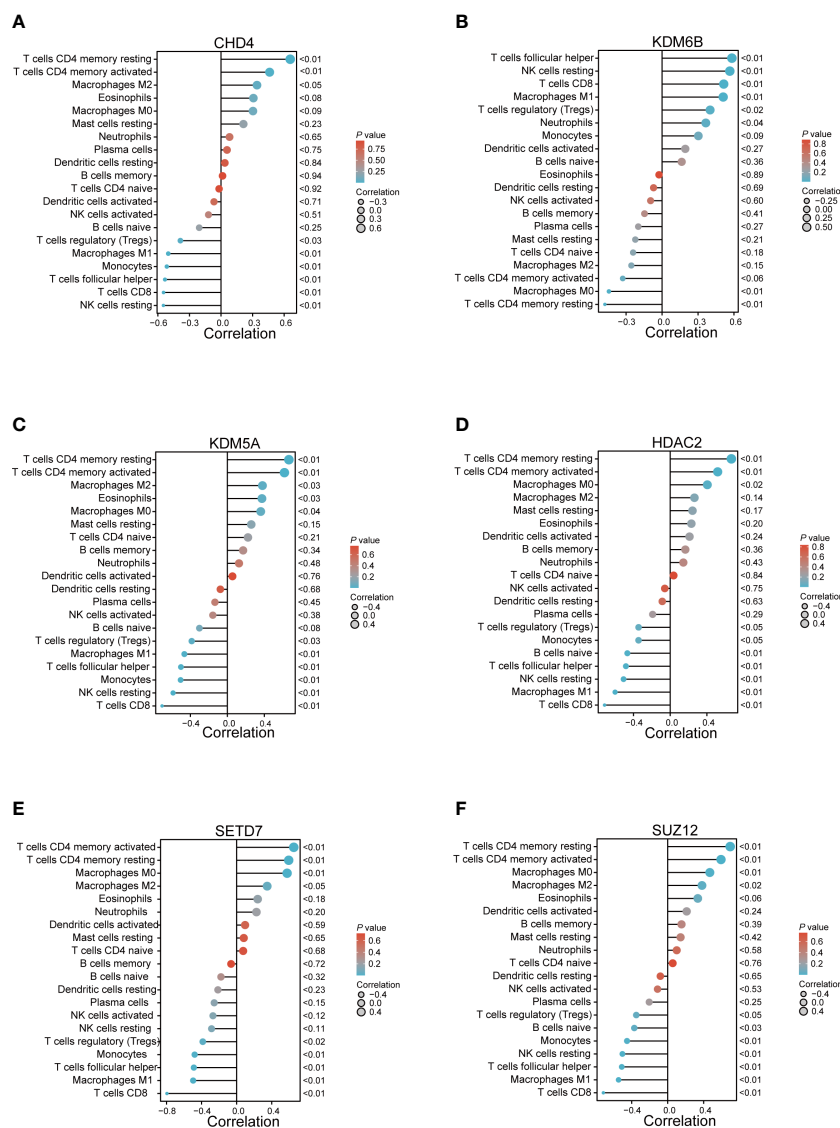 A
CHD4
T cells CD4 memory resting <0.01
T cells CD4 memory activated <0.01
Macrophages M2 <0.05
Eosinophils <0.08
Macrophages M0 <0.09
Mast cells resting <0.23
Neutrophils <0.65
Plasma cells <0.75
Dendritic cells resting <0.84
B cells memory <0.94
T cells CD4 naive <0.92
Dendritic cells activated <0.71
NK cells activated <0.51
B cells naive <0.25
T cells regulatory (Tregs) <0.03
Macrophages M1 <0.01
Monocytes <0.01
T cells follicular helper <0.01
T cells CD8 <0.01
NK cells resting <0.01
−0.6 −0.3 0.0 0.3 0.6
Correlation
P value
0.75
0.50
0.25
Correlation
−0.3
0.0
0.3
0.6
B
KDM6B
T cells follicular helper <0.01
NK cells resting <0.01
T cells CD8 <0.01
Macrophages M1 <0.01
T cells regulatory (Tregs) <0.02
Neutrophils <0.04
Monocytes <0.09
Dendritic cells activated <0.27
B cells naive <0.36
Eosinophils <0.89
Dendritic cells resting <0.69
NK cells activated <0.60
B cells memory <0.41
Plasma cells <0.27
Mast cells resting <0.21
T cells CD4 naive <0.18
Macrophages M2 <0.15
T cells CD4 memory activated <0.06
Macrophages M0 <0.01
T cells CD4 memory resting <0.01
−0.3 0.0 0.3 0.6
Correlation
P value
0.8
0.6
0.4
0.2
Correlation
−0.25
0.00
0.25
0.50
C
KDM5A
T cells CD4 memory resting <0.01
T cells CD4 memory activated <0.01
Macrophages M2 <0.03
Eosinophils <0.03
Macrophages M0 <0.04
Mast cells resting <0.15
T cells CD4 naive <0.21
B cells memory <0.34
Neutrophils <0.48
Dendritic cells activated <0.76
Dendritic cells resting <0.68
Plasma cells <0.45
NK cells activated <0.38
B cells naive <0.08
T cells regulatory (Tregs) <0.03
Macrophages M1 <0.01
T cells follicular helper <0.01
Monocytes <0.01
NK cells resting <0.01
T cells CD8 <0.01
−0.4 0.0 0.4
Correlation
P value
0.6
0.4
0.2
Correlation
−0.4
0.0
0.4
D
HDAC2
T cells CD4 memory resting <0.01
T cells CD4 memory activated <0.01
Macrophages M0 <0.02
Macrophages M2 <0.14
Mast cells resting <0.17
Eosinophils <0.20
Dendritic cells activated <0.24
B cells memory <0.36
Neutrophils <0.43
T cells CD4 naive <0.84
NK cells activated <0.75
Dendritic cells resting <0.63
Plasma cells <0.29
T cells regulatory (Tregs) <0.05
Monocytes <0.05
B cells naive <0.01
T cells follicular helper <0.01
NK cells resting <0.01
Macrophages M1 <0.01
T cells CD8 <0.01
−0.4 0.0 0.4
Correlation
P value
0.8
0.6
0.4
0.2
Correlation
−0.4
0.0
0.4
E
SETD7
T cells CD4 memory activated <0.01
T cells CD4 memory resting <0.01
Macrophages M0 <0.01
Macrophages M2 <0.05
Eosinophils <0.18
Neutrophils <0.20
Dendritic cells activated <0.59
Mast cells resting <0.65
T cells CD4 naive <0.68
B cells memory <0.72
B cells naive <0.32
Dendritic cells resting <0.23
Plasma cells <0.15
NK cells activated <0.12
NK cells resting <0.11
T cells regulatory (Tregs) <0.02
Monocytes <0.01
T cells follicular helper <0.01
Macrophages M1 <0.01
T cells CD8 <0.01
−0.8 −0.4 0.0 0.4
Correlation
P value
0.6
0.4
0.2
Correlation
−0.4
0.0
0.4
F
SUZ12
T cells CD4 memory resting <0.01
T cells CD4 memory activated <0.01
Macrophages M0 <0.01
Macrophages M2 <0.02
Eosinophils <0.06
Dendritic cells activated <0.24
B cells memory <0.39
Mast cells resting <0.42
Neutrophils <0.58
T cells CD4 naive <0.76
Dendritic cells resting <0.65
NK cells activated <0.53
Plasma cells <0.25
T cells regulatory (Tregs) <0.05
B cells naive <0.03
Monocytes <0.01
NK cells resting <0.01
T cells follicular helper <0.01
Macrophages M1 <0.01
T cells CD8 <0.01
−0.4 0.0 0.4
Correlation
P value
0.6
0.4
0.2
Correlation
−0.4
0.0
0.4